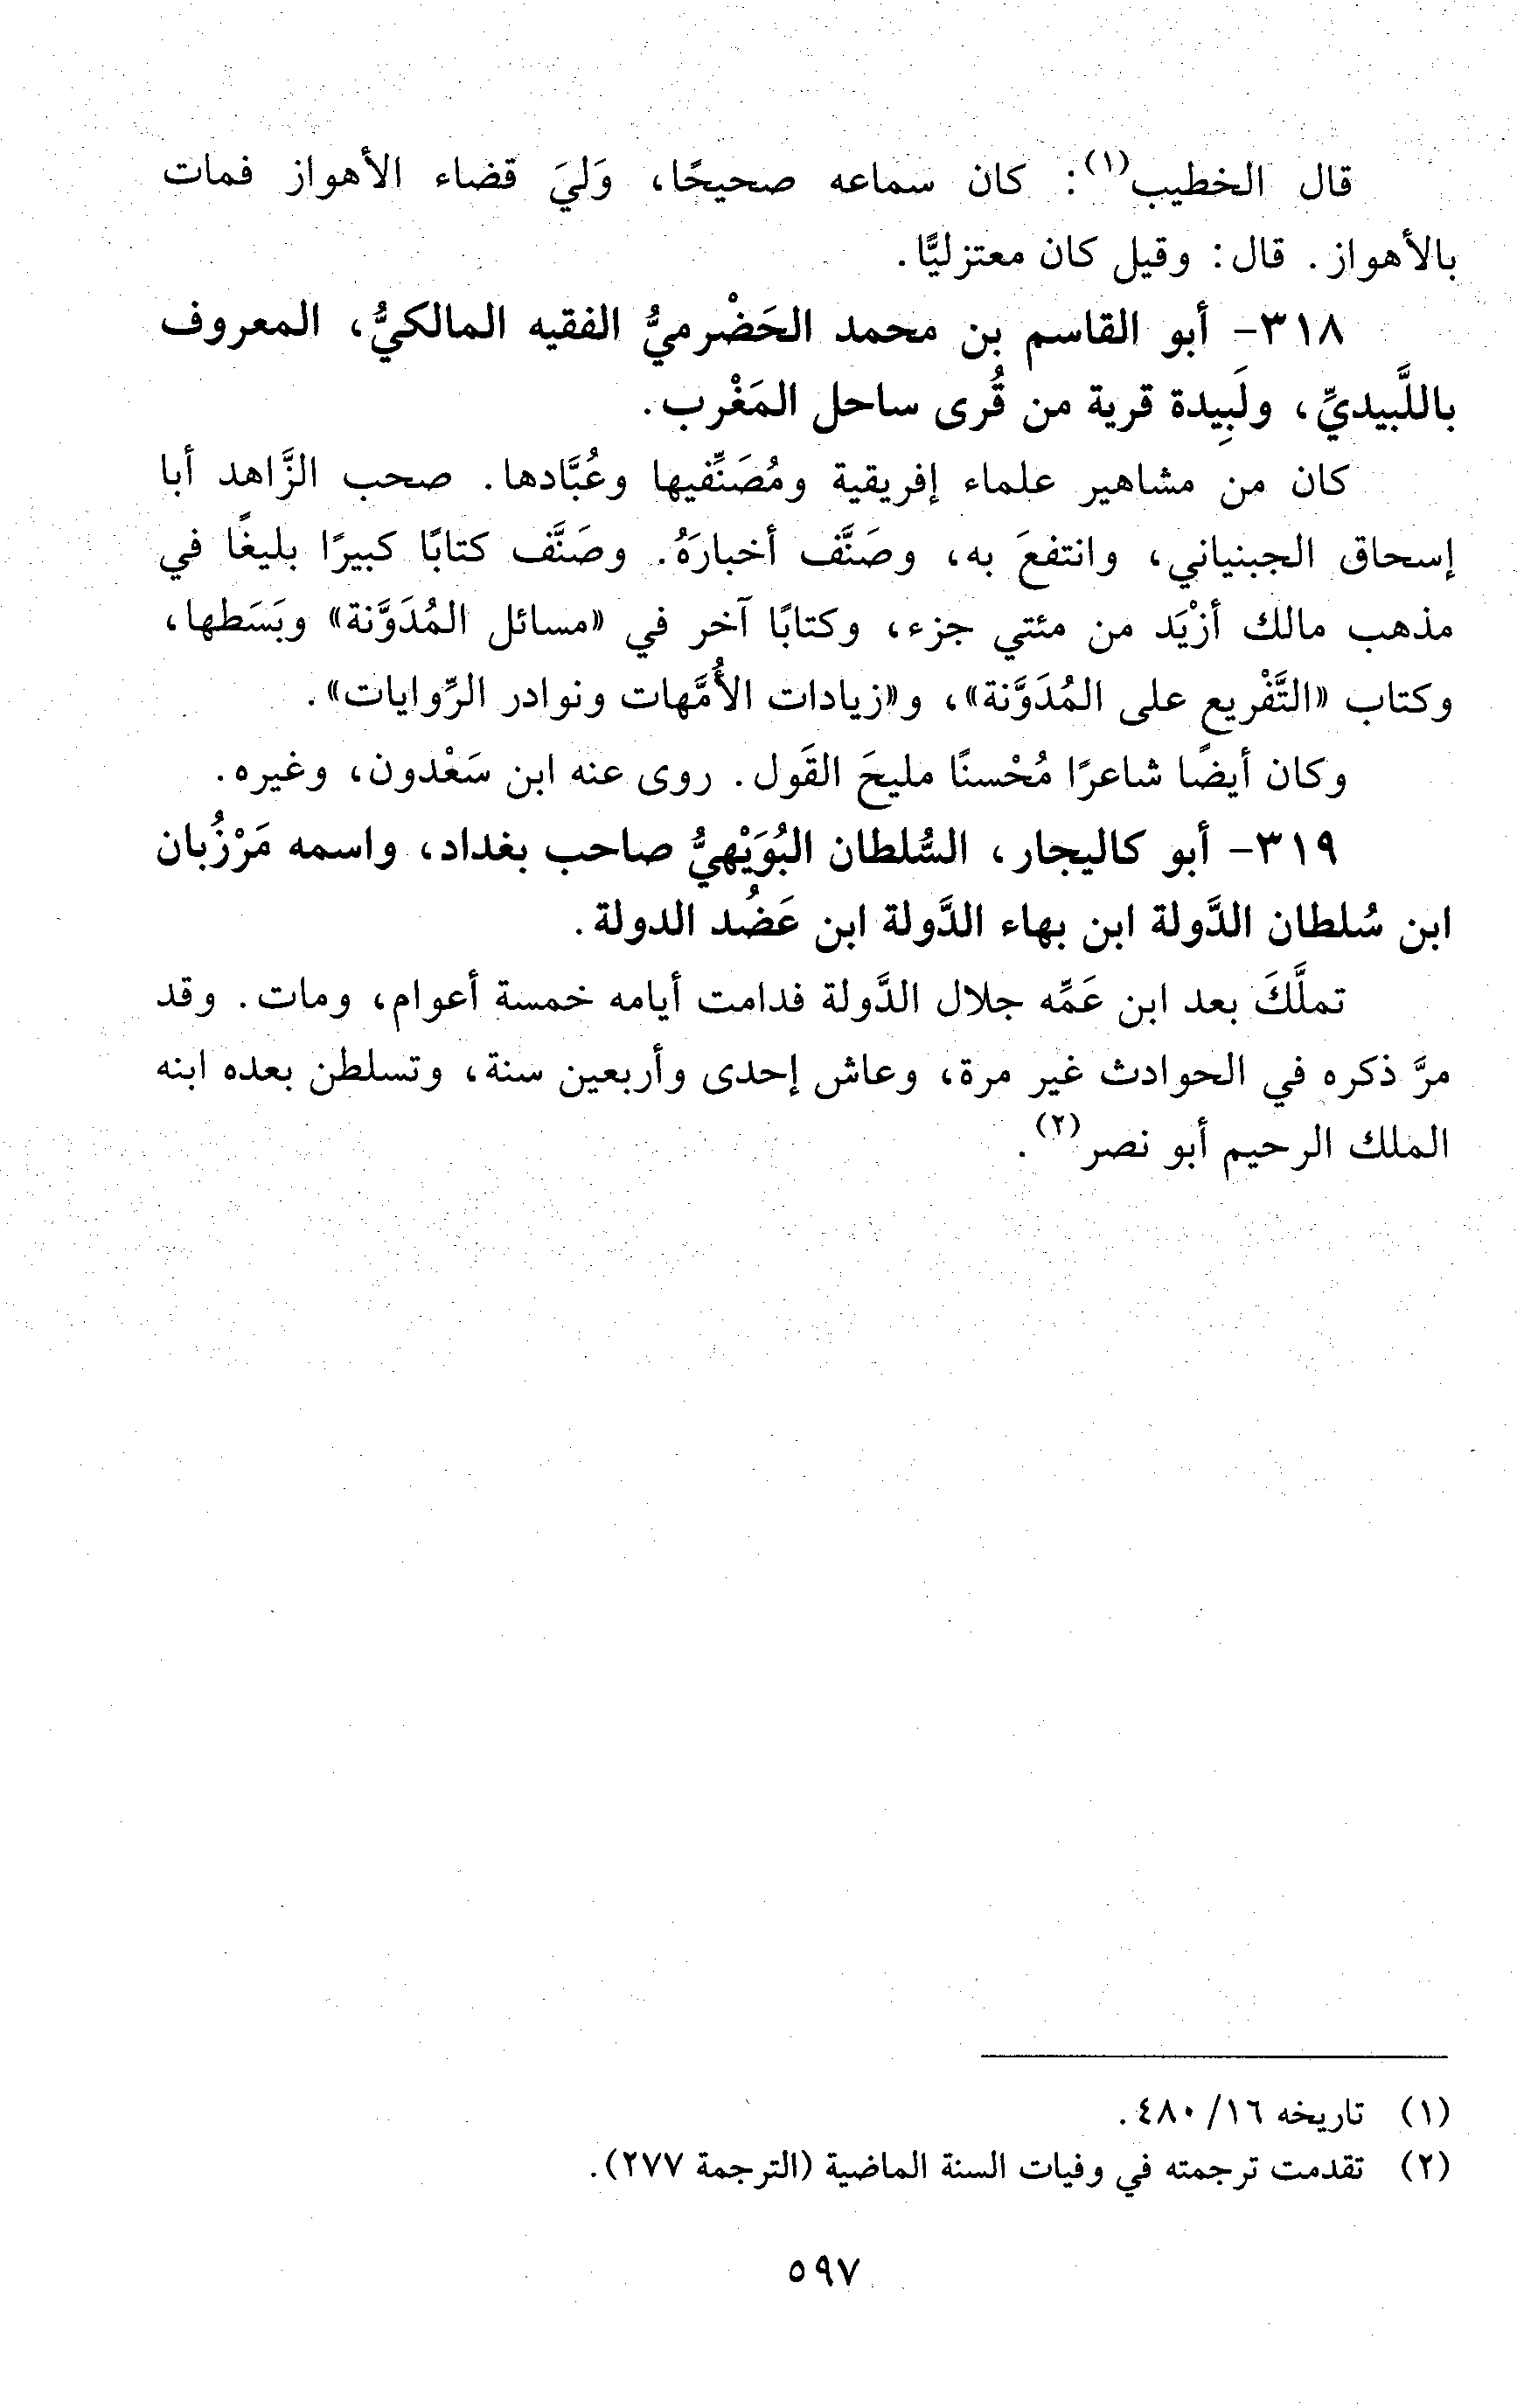 قال الخطيب(١): كان سماعه صحيحًا، وَليَ قضاء الأهواز فمات
بالأهواز. قال: وقيل كان معتزليًّا.
٣١٨- أبو القاسم بن محمد الحَضْرميُّ الفقيه المالكيُّ، المعروف
باللَّبيديِّ، ولَبِيدة قرية من قُرى ساحل المَغْرب.
كان من مشاهير علماء إفريقية ومُصَنِّفيها وعُبَّادها. صحب الزَّاهد أبا
إسحاق الجبنياني، وانتفعَ به، وصَنَّف أخبارَهُ. وصَنَّف كتابًا كبيرًا بليغًا في
مذهب مالك أزْيَد من مئتي جزء، وكتابًا آخر في «مسائل المُدَوَّنة» وبَسَطها،
وكتاب «التَّفْريع على المُدَوَّنة»، و«زيادات الأُمَّهات ونوادر الرِّوايات».
وكان أيضًا شاعرًا مُحْسنًا مليحَ القَول. روى عنه ابن سَعْدون، وغيره.
٣١٩- أبو كاليجار، السُّلطان البُوَيْهيُّ صاحب بغداد، واسمه مَرْزُبان
ابن سُلطان الدَّولة ابن بهاء الدَّولة ابن عَضُد الدولة.
تملَّكَ بعد ابن عَمِّه جلال الدَّولة فدامت أيامه خمسة أعوام، ومات. وقد
مرَّ ذكره في الحوادث غير مرة، وعاش إحدى وأربعين سنة، وتسلطن بعده ابنه
الملك الرحيم أبو نصر(٢).
(١) تاريخه ١٦/ ٤٨٠.
(٢) تقدمت ترجمته في وفيات السنة الماضية (الترجمة ٢٧٧).
٥٩٧